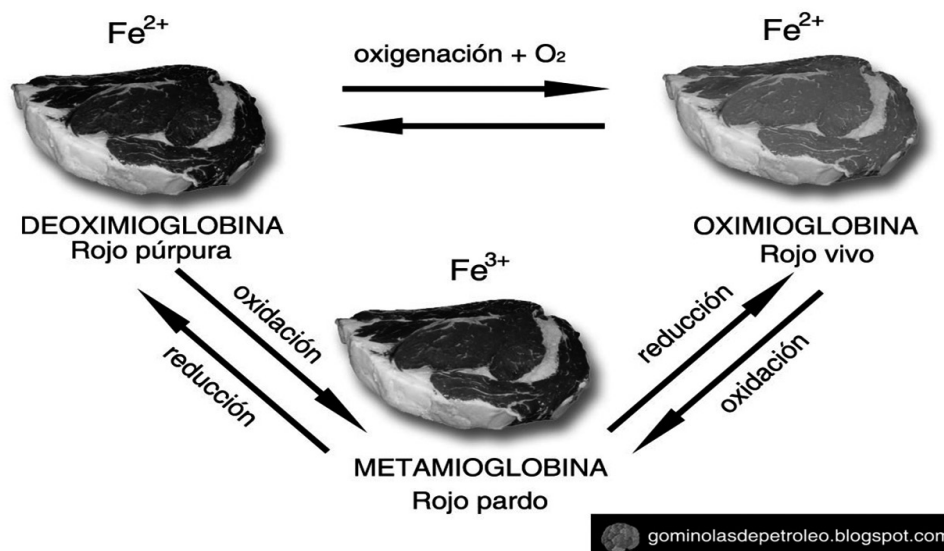 Fe2+
oxigenación + O2
Fe2+
DEOXIMIOGLOBINA
Rojo púrpura
OXIMIOGLOBINA
Rojo vivo
Fe3+
oxidación
reducción
reducción
oxidación
METAMIOGLOBINA
Rojo pardo
gominolasdepetroleo.blogspot.com